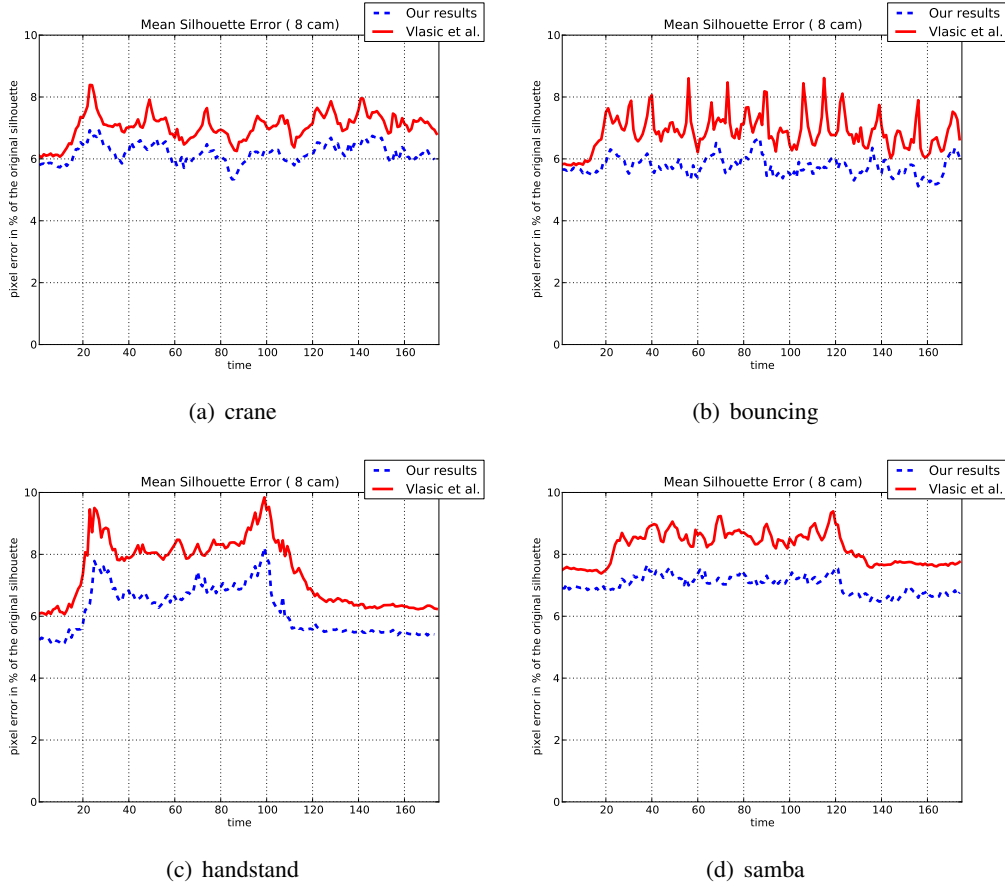 Mean Silhouette Error ( 8 cam)
Our results
Vlasic et al.
pixel error in % of the original silhouette
10
8
6
4
2
0
20 40 60 80 100 120 140 160
time
(a) crane
Mean Silhouette Error ( 8 cam)
Our results
Vlasic et al.
pixel error in % of the original silhouette
10
8
6
4
2
0
20 40 60 80 100 120 140 160
time
(b) bouncing
Mean Silhouette Error ( 8 cam)
Our results
Vlasic et al.
pixel error in % of the original silhouette
10
8
6
4
2
0
20 40 60 80 100 120 140 160
time
(c) handstand
Mean Silhouette Error ( 8 cam)
Our results
Vlasic et al.
pixel error in % of the original silhouette
10
8
6
4
2
0
20 40 60 80 100 120 140 160
time
(d) samba